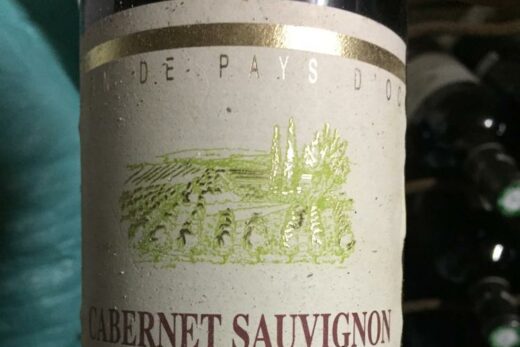 DE PAYS D'OC
CABERNET SAUVIGNON